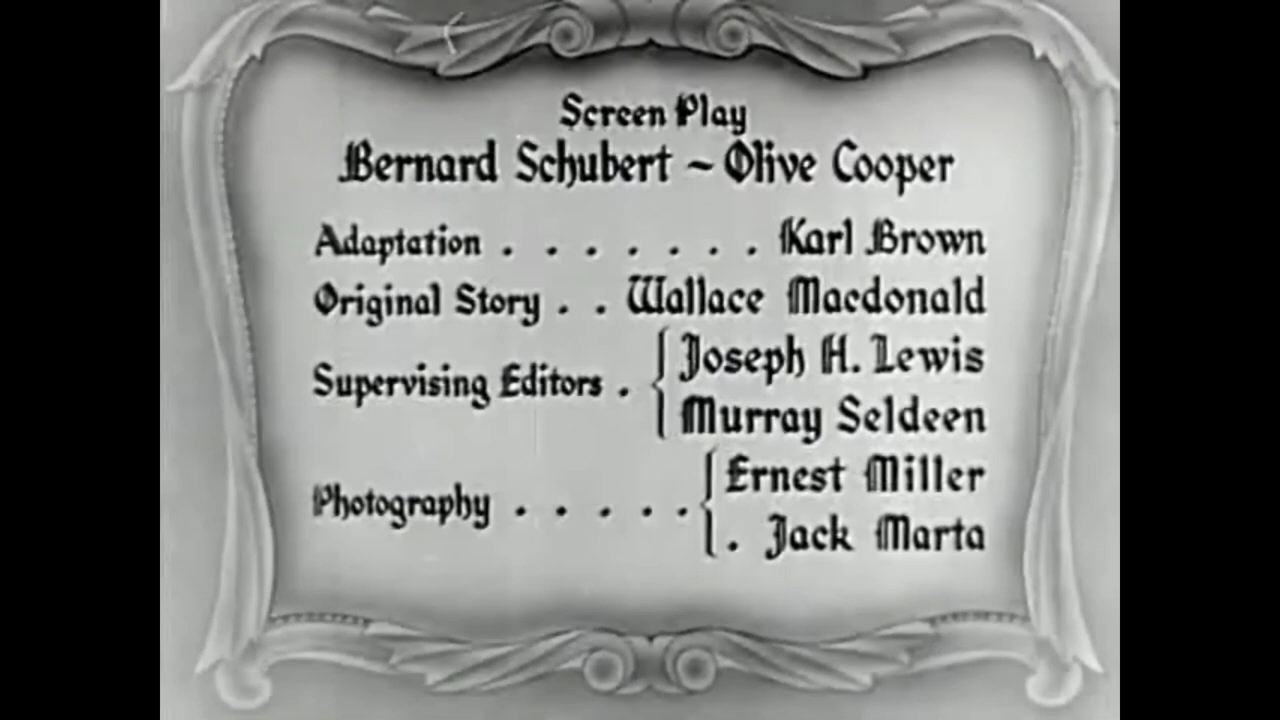 Screen Play
Bernard Schubert ~ Olive Cooper
Adaptation . . . . . . . Karl Brown
Original Story . . Wallace Macdonald
Supervising Editors . { Joseph H. Lewis
Murray Seldeen
Photography . . . . . { Ernest Miller
. Jack Marta